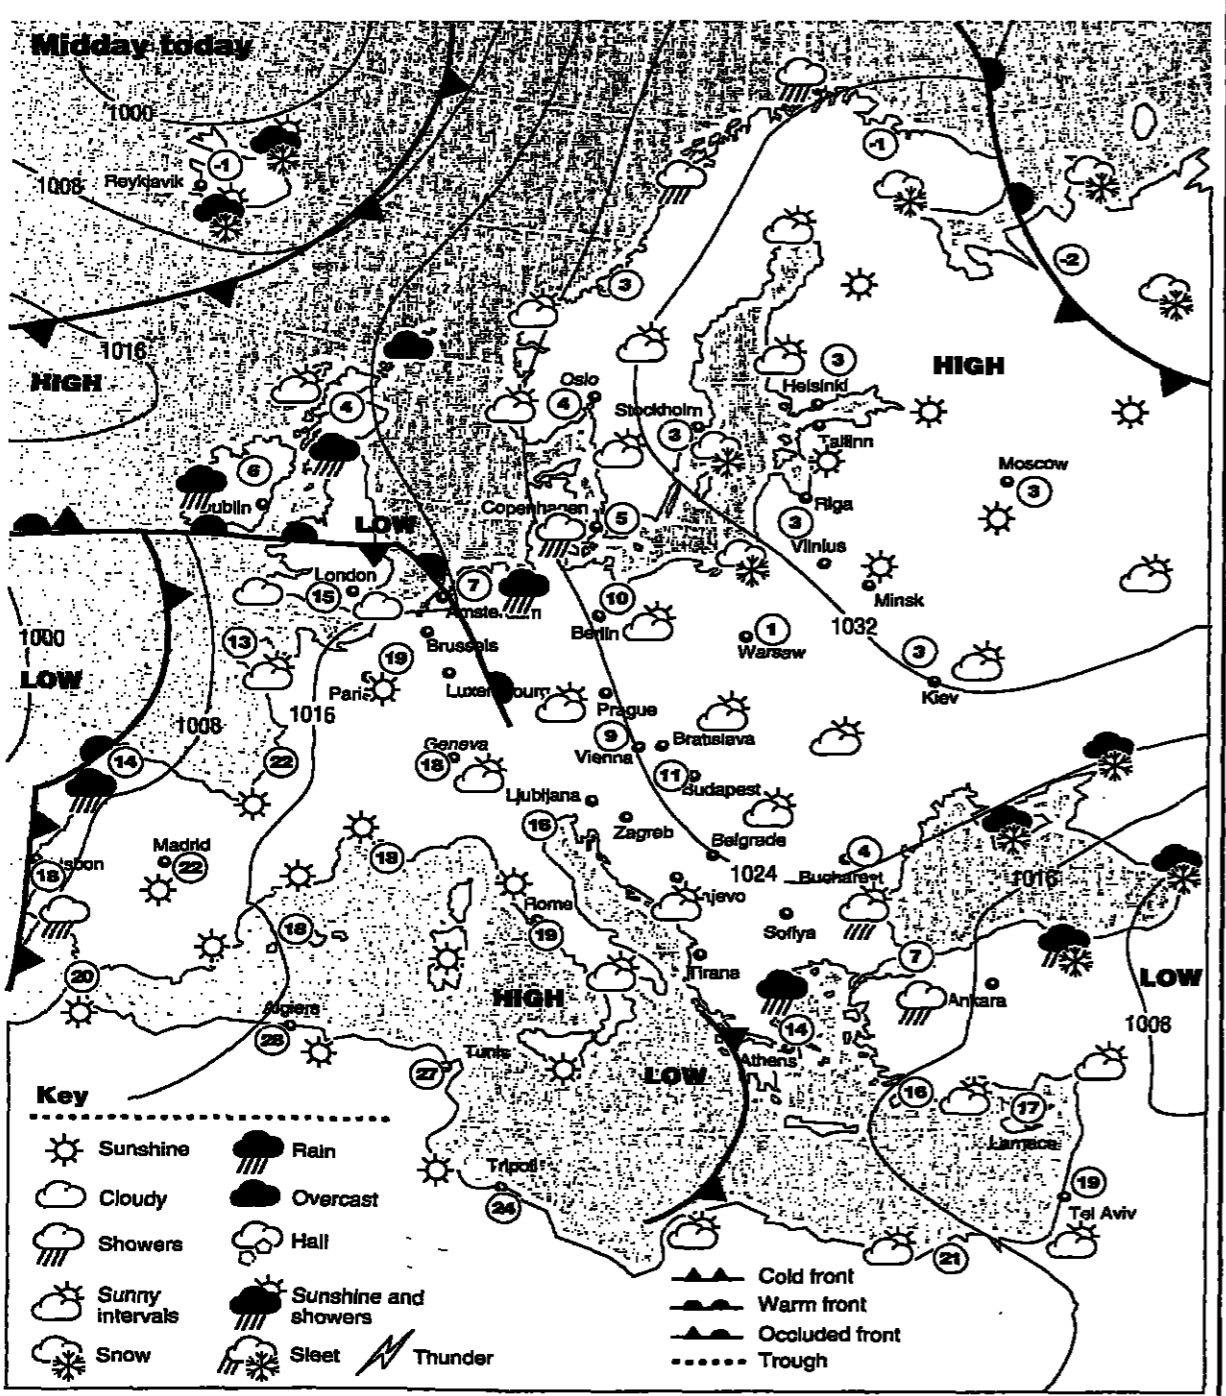 Midday today
1000
-1
-1
1008
Reykjavik
-2
3
1016
HIGH
3
HIGH
Helsinki
Oslo
4
4
Stockholm
3
Tallinn
Moscow
3
6
Riga
Copenhagen
5
3
LOW
Vilnius
London
15
7
10
Minsk
Berlin
1032
1
Warsaw
1000
13
Brussels
3
LOW
19
Kiev
1008
1016
Prague
9
Vienna
Bratislava
14
22
Geneva
18
11
Budapest
Ljubljana
16
Zagreb
Belgrade
Madrid
22
18
18
4
1024
Bucharest
1016
Rome
19
18
Sofiya
20
Tirana
7
HIGH
Ankara
LOW
Algiers
28
14
Athens
1008
Tunis
27
LOW
16
17
Larnaca
Tripoli
24
19
Tel Aviv
21
Key
Sunshine
Rain
Cloudy
Overcast
Showers
Hail
Sunny
intervals
Sunshine and
showers
Snow
Sleet
Thunder
Cold front
Warm front
Occluded front
Trough